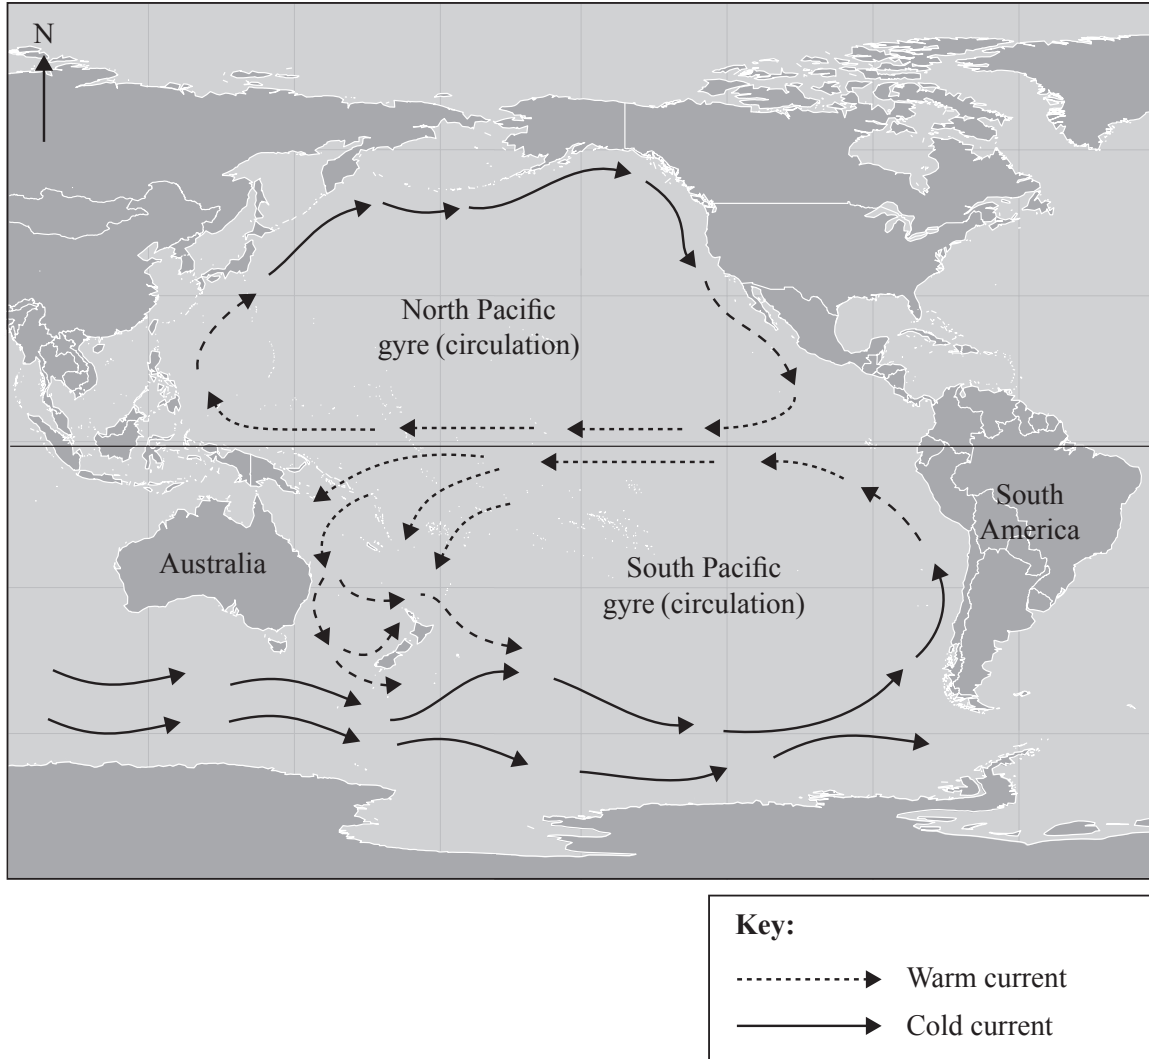 N
North Pacific
gyre (circulation)
South
America
Australia
South Pacific
gyre (circulation)
Key:
Warm current
Cold current